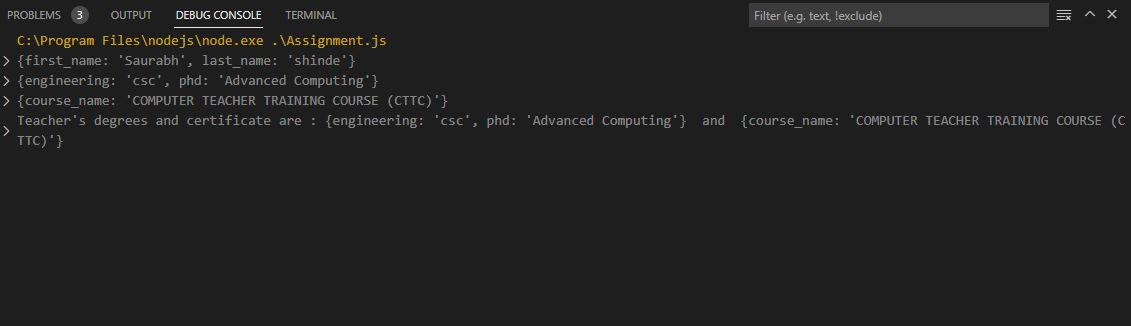 PROBLEMS 3 OUTPUT DEBUG CONSOLE TERMINAL Filter (e.g. text, !exclude)
C:\Program Files\nodejs\node.exe .\Assignment.js
{first_name: 'Saurabh', last_name: 'shinde'}
{engineering: 'csc', phd: 'Advanced Computing'}
{course_name: 'COMPUTER TEACHER TRAINING COURSE (CTTC)'}
Teacher's degrees and certificate are : {engineering: 'csc', phd: 'Advanced Computing'}  and  {course_name: 'COMPUTER TEACHER TRAINING COURSE (C
TTC)'}